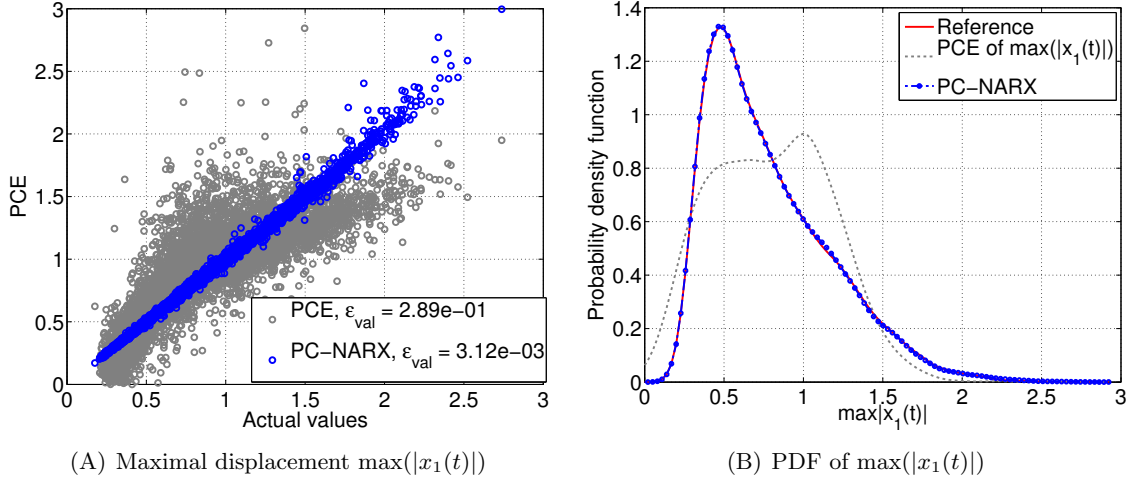 3
2.5
2
1.5
1
0.5
0
PCE
0 0.5 1 1.5 2 2.5 3
Actual values
PCE, ε_val = 2.89e−01
PC−NARX, ε_val = 3.12e−03
(A) Maximal displacement max(|x_1(t)|)
1.4
1.2
1
0.8
0.6
0.4
0.2
0
Probability density function
0 0.5 1 1.5 2 2.5 3
max|x_1(t)|
Reference
PCE of max(|x_1(t)|)
PC−NARX
(B) PDF of max(|x_1(t)|)